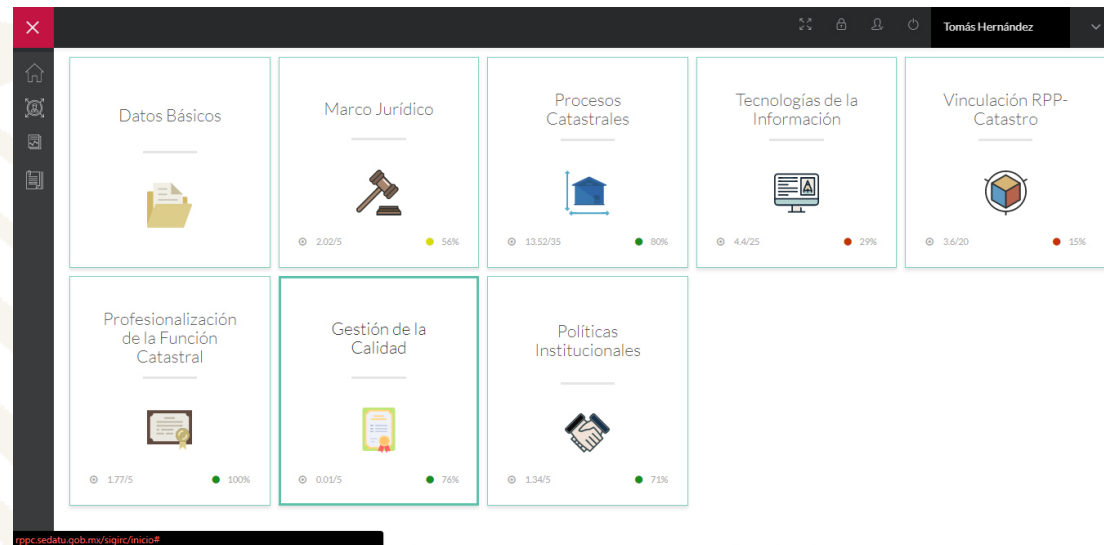 Tomás Hernández
Datos Básicos
Marco Jurídico
2.02/5 56%
Procesos
Catastrales
13.52/35 80%
Tecnologías de la
Información
4.4/25 29%
Vinculación RPP-
Catastro
3.6/20 15%
Profesionalización
de la Función
Catastral
1.77/5 100%
Gestión de la
Calidad
0.01/5 76%
Políticas
Institucionales
1.34/5 71%
rppc.sedatu.gob.mx/sigirc/inicio#